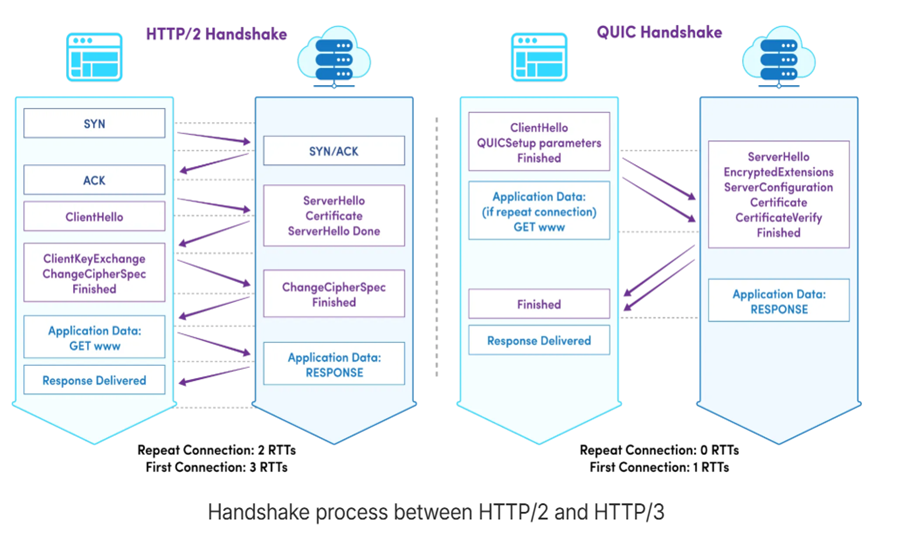 HTTP/2 Handshake
SYN
SYN/ACK
ACK
ClientHello
ServerHello
Certificate
ServerHello Done
ClientKeyExchange
ChangeCipherSpec
Finished
ChangeCipherSpec
Finished
Application Data:
GET www
Application Data:
RESPONSE
Response Delivered
Repeat Connection: 2 RTTs
First Connection: 3 RTTs
QUIC Handshake
ClientHello
QUICSetup parameters
Finished
Application Data:
(if repeat connection)
GET www
ServerHello
EncryptedExtensions
ServerConfiguration
Certificate
CertificateVerify
Finished
Finished
Application Data:
RESPONSE
Response Delivered
Repeat Connection: 0 RTTs
First Connection: 1 RTTs
Handshake process between HTTP/2 and HTTP/3